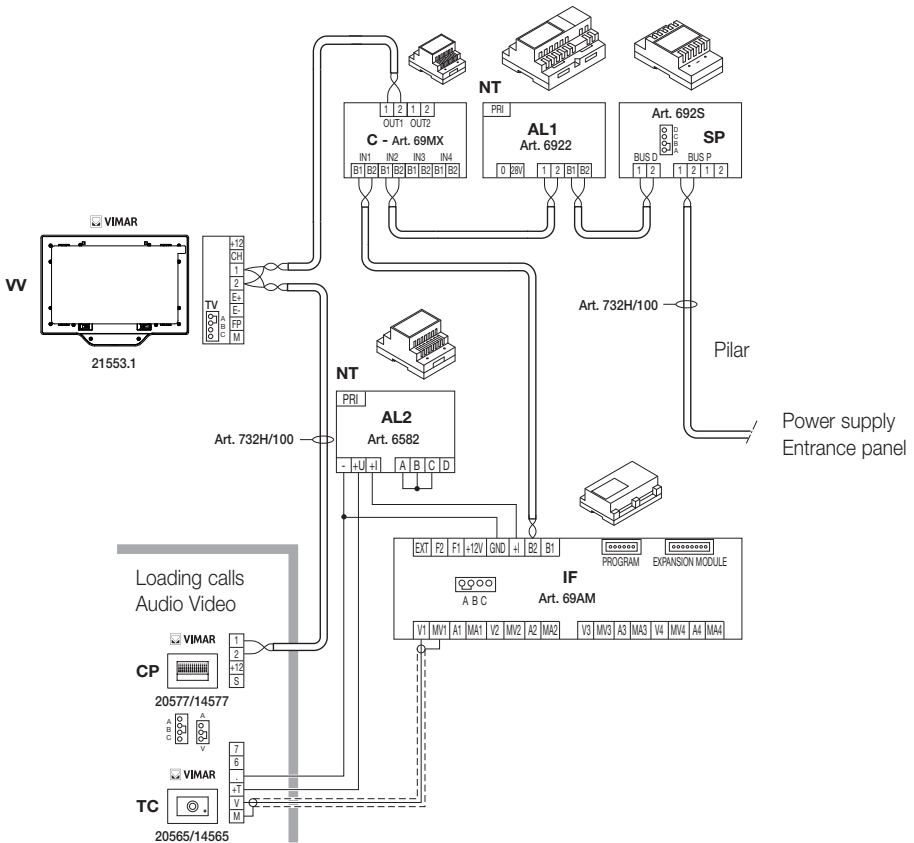 NT
1 2 1 2
OUT1 OUT2
C - Art. 69MX
IN1 IN2 IN3 IN4
B1 B2 B1 B2 B1 B2 B1 B2
PRI
AL1
Art. 6922
0 28V 1 2 B1 B2
Art. 692S
SP
D
C
B
A
BUS D BUS P
1 2 1 2 1 2
VIMAR
VV
21553.1
TV
A
B
C
+12
CH
1
2
E+
E-
FP
M
Art. 732H/100
Pilar
Power supply
Entrance panel
NT
PRI
AL2
Art. 6582
- +U +I A B C D
Art. 732H/100
EXT F2 F1 +12V GND +I B2 B1
PROGRAM EXPANSION MODULE
A B C
IF
Art. 69AM
V1 MV1 A1 MA1 V2 MV2 A2 MA2 V3 MV3 A3 MA3 V4 MV4 A4 MA4
Loading calls
Audio Video
VIMAR
CP
20577/14577
1
2
+12
S
A
B
C
A
V
VIMAR
TC
20565/14565
7
6
.
+T
V
M